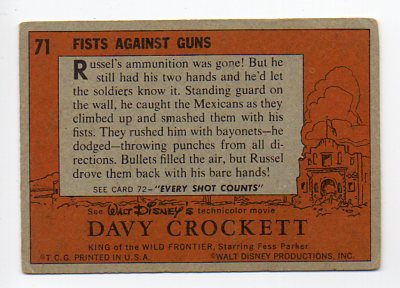 71 FISTS AGAINST GUNS
Russel's ammunition was gone! But he
still had his two hands and he'd let
the soldiers know it. Standing guard on
the wall, he caught the Mexicans as they
climbed up and smashed them with his
fists. They rushed him with bayonets—he
dodged—throwing punches from all di-
rections. Bullets filled the air, but Russel
drove them back with his bare hands!
SEE CARD 72—"EVERY SHOT COUNTS"
See WALT DISNEY'S technicolor movie
DAVY CROCKETT
KING of the WILD FRONTIER, Starring Fess Parker
©T.C.G. PRINTED IN U.S.A. ©WALT DISNEY PRODUCTIONS, INC.